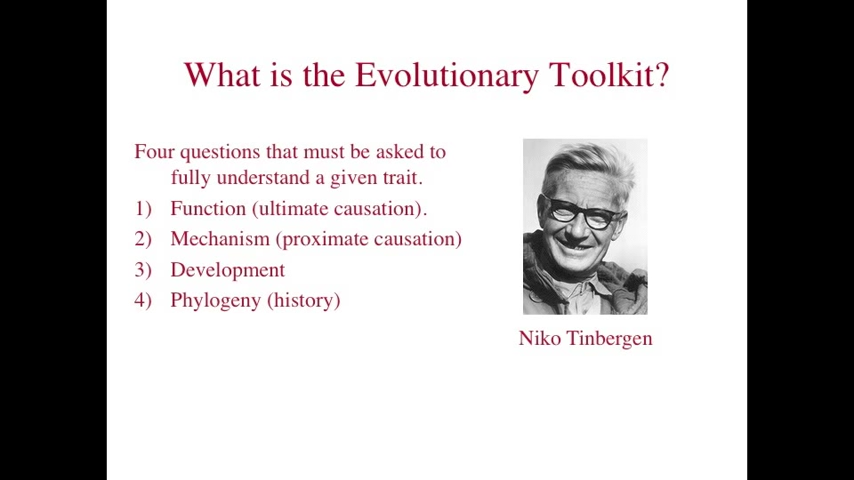 What is the Evolutionary Toolkit?
Four questions that must be asked to
fully understand a given trait.
1) Function (ultimate causation).
2) Mechanism (proximate causation)
3) Development
4) Phylogeny (history)
Niko Tinbergen